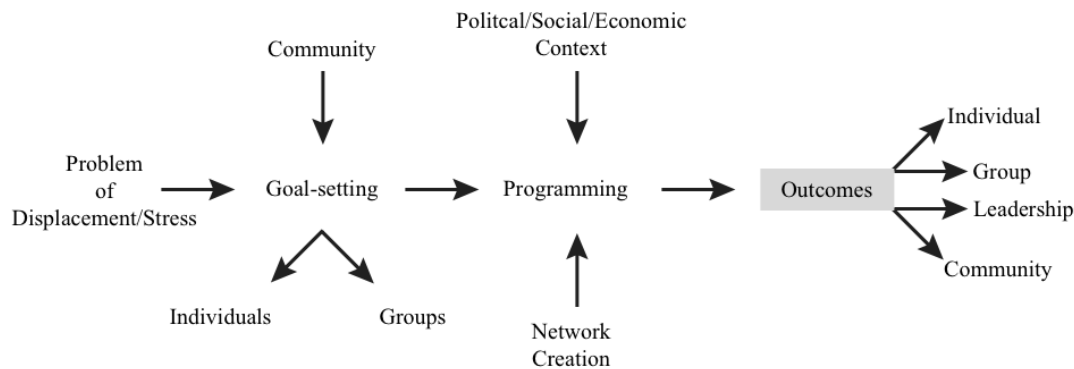 Politcal/Social/Economic
Context
Community
Problem
of
Displacement/Stress
Goal-setting
Programming
Outcomes
Individual
Group
Leadership
Community
Individuals
Groups
Network
Creation